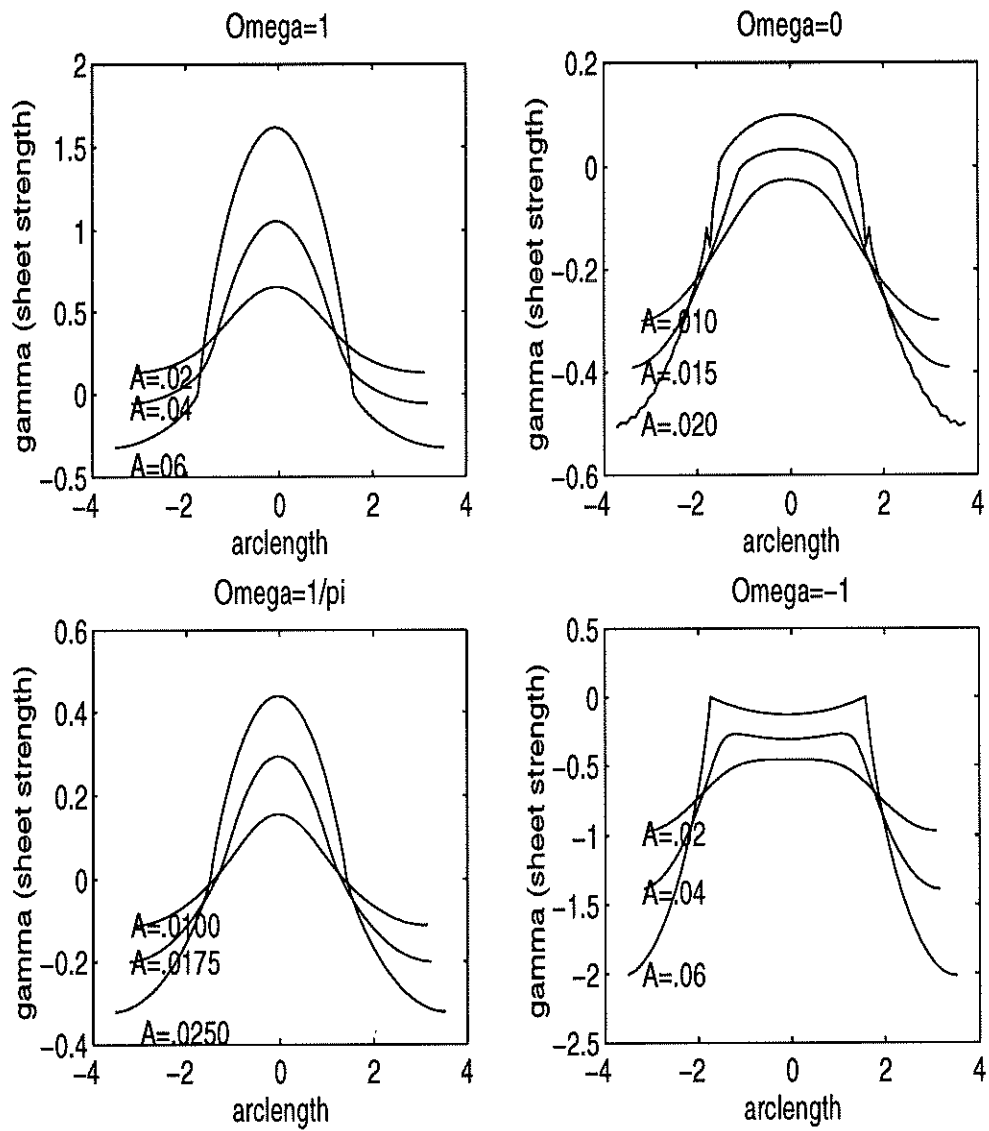 Omega=1
gamma (sheet strength)
2
1.5
1
0.5
0
−0.5
A=.02
A=.04
A=06
−4
−2
0
2
4
arclength
Omega=0
gamma (sheet strength)
0.2
0
−0.2
−0.4
−0.6
A=.010
A=.015
A=.020
−4
−2
0
2
4
arclength
Omega=1/pi
gamma (sheet strength)
0.6
0.4
0.2
0
−0.2
−0.4
A=.0100
A=.0175
A=.0250
−4
−2
0
2
4
arclength
Omega=−1
gamma (sheet strength)
0.5
0
−0.5
−1
−1.5
−2
−2.5
A=.02
A=.04
A=.06
−4
−2
0
2
4
arclength